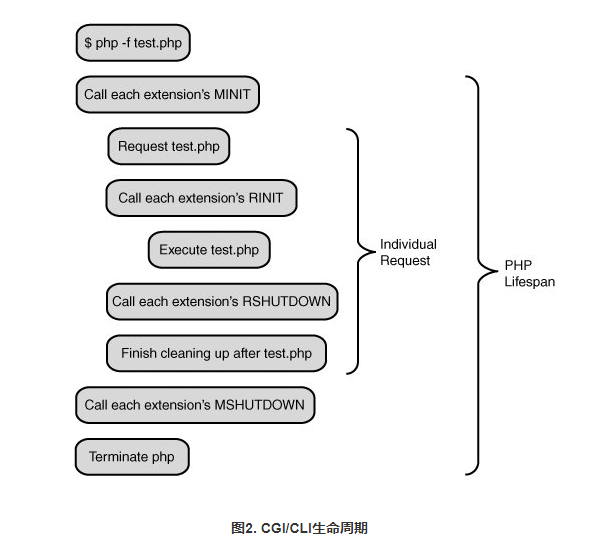 $ php -f test.php
Call each extension's MINIT
Request test.php
Call each extension's RINIT
Execute test.php
Individual
Request
PHP
Lifespan
Call each extension's RSHUTDOWN
Finish cleaning up after test.php
Call each extension's MSHUTDOWN
Terminate php
图2. CGI/CLI生命周期